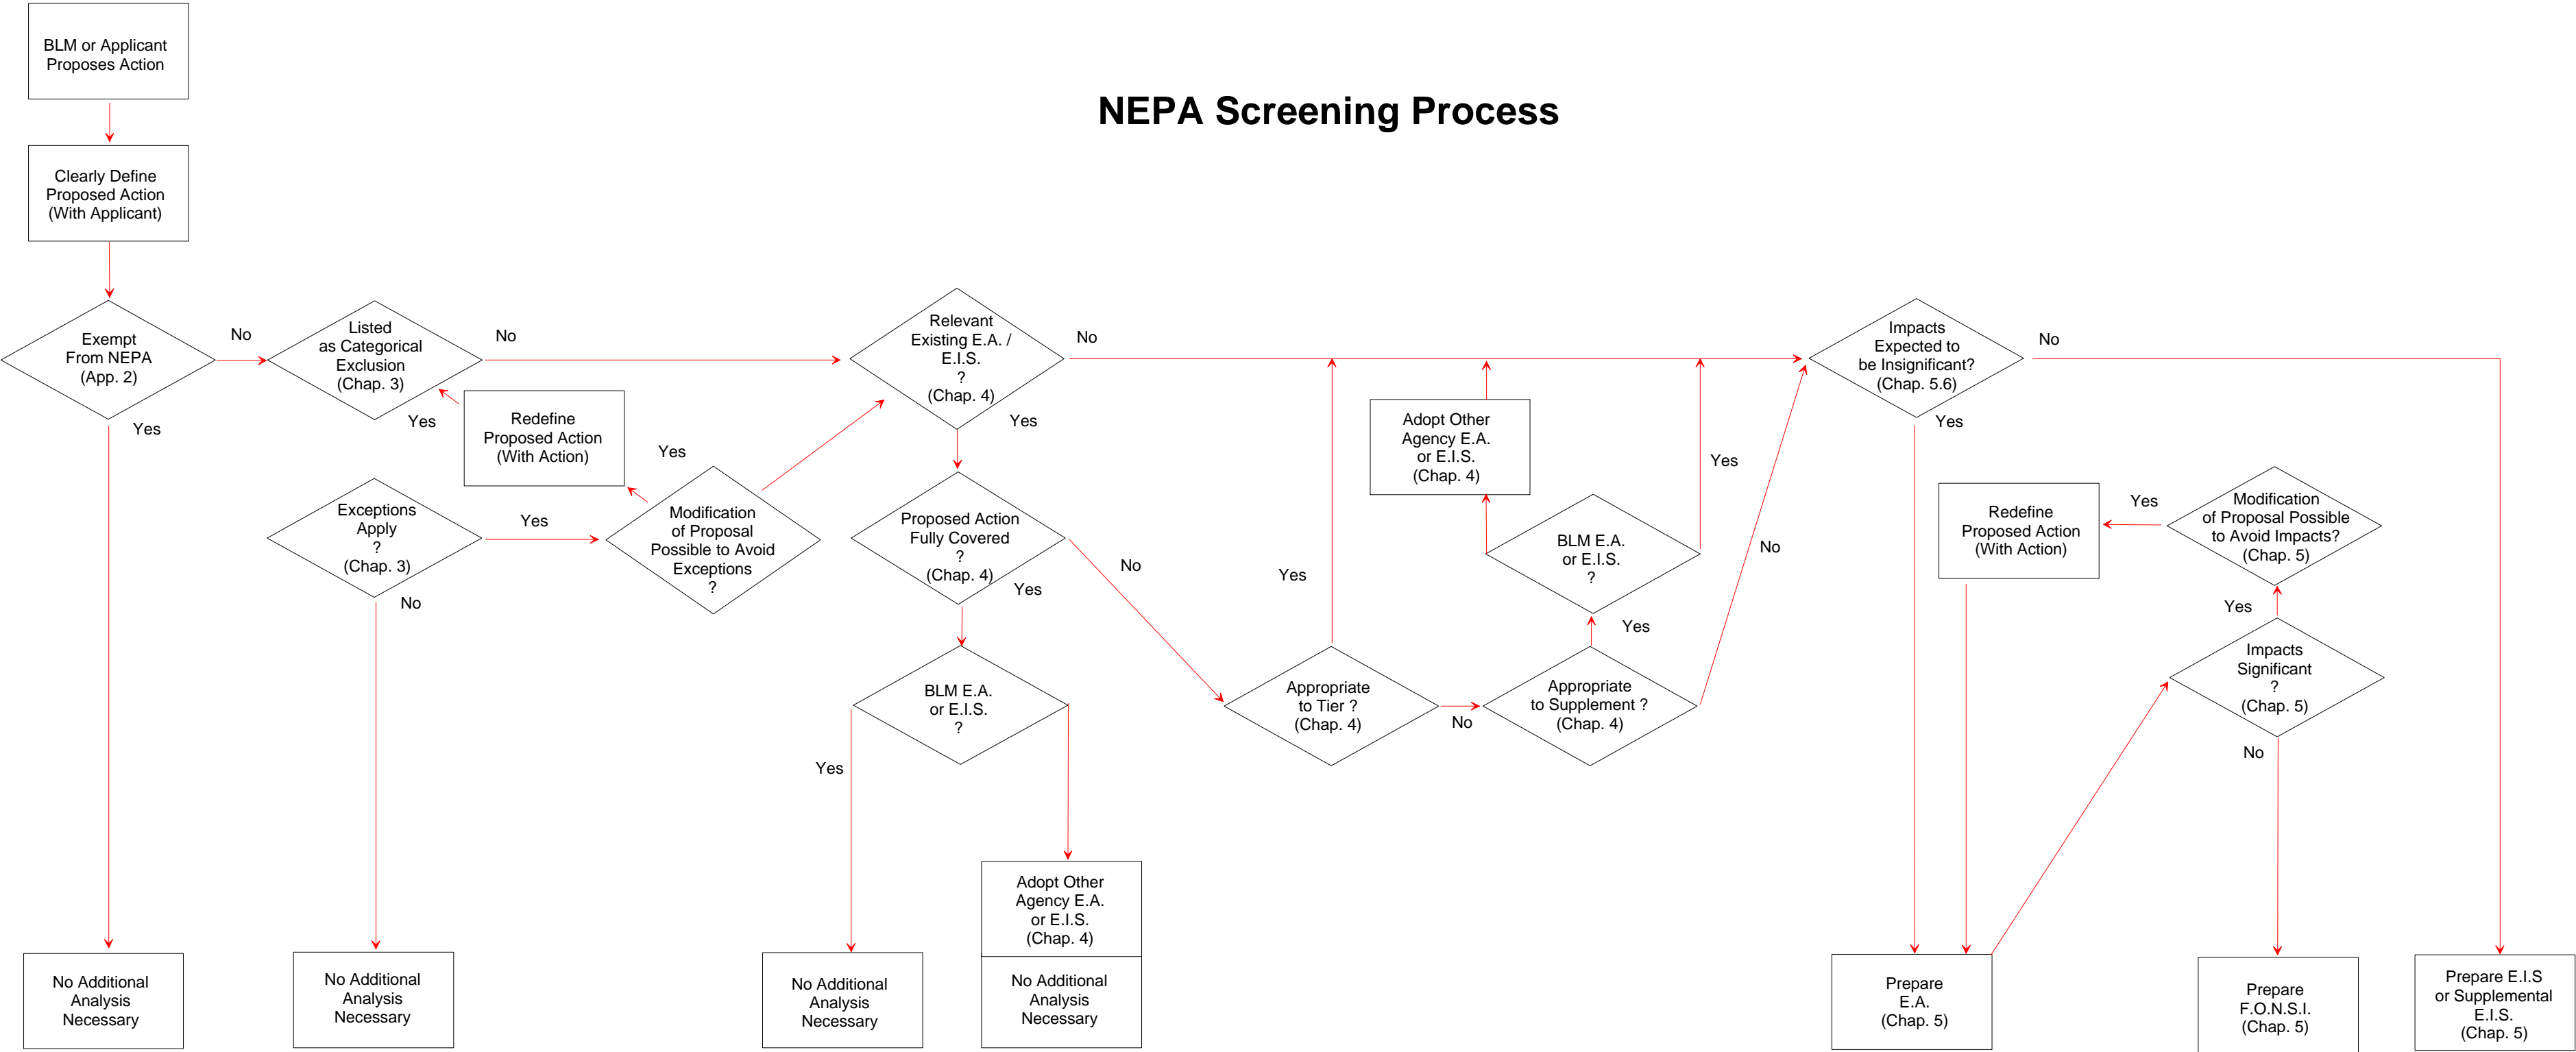 BLM or Applicant
Proposes Action
NEPA Screening Process
Clearly Define
Proposed Action
(With Applicant)
Exempt
From NEPA
(App. 2)
No
Yes
Listed
as Categorical
Exclusion
(Chap. 3)
No
Yes
Redefine
Proposed Action
(With Action)
Yes
Exceptions
Apply
?
(Chap. 3)
Yes
No
Modification
of Proposal
Possible to Avoid
Exceptions
?
Relevant
Existing E.A. /
E.I.S.
?
(Chap. 4)
No
Yes
Proposed Action
Fully Covered
?
(Chap. 4)
No
Yes
BLM E.A.
or E.I.S.
?
Yes
Appropriate
to Tier ?
(Chap. 4)
Yes
No
Appropriate
to Supplement ?
(Chap. 4)
Yes
No
BLM E.A.
or E.I.S.
?
Yes
Adopt Other
Agency E.A.
or E.I.S.
(Chap. 4)
Impacts
Expected to
be Insignificant?
(Chap. 5.6)
No
Yes
Redefine
Proposed Action
(With Action)
Yes
Modification
of Proposal Possible
to Avoid Impacts?
(Chap. 5)
Yes
Impacts
Significant
?
(Chap. 5)
No
No Additional
Analysis
Necessary
No Additional
Analysis
Necessary
No Additional
Analysis
Necessary
Adopt Other
Agency E.A.
or E.I.S.
(Chap. 4)
No Additional
Analysis
Necessary
Prepare
E.A.
(Chap. 5)
Prepare
F.O.N.S.I.
(Chap. 5)
Prepare E.I.S
or Supplemental
E.I.S.
(Chap. 5)